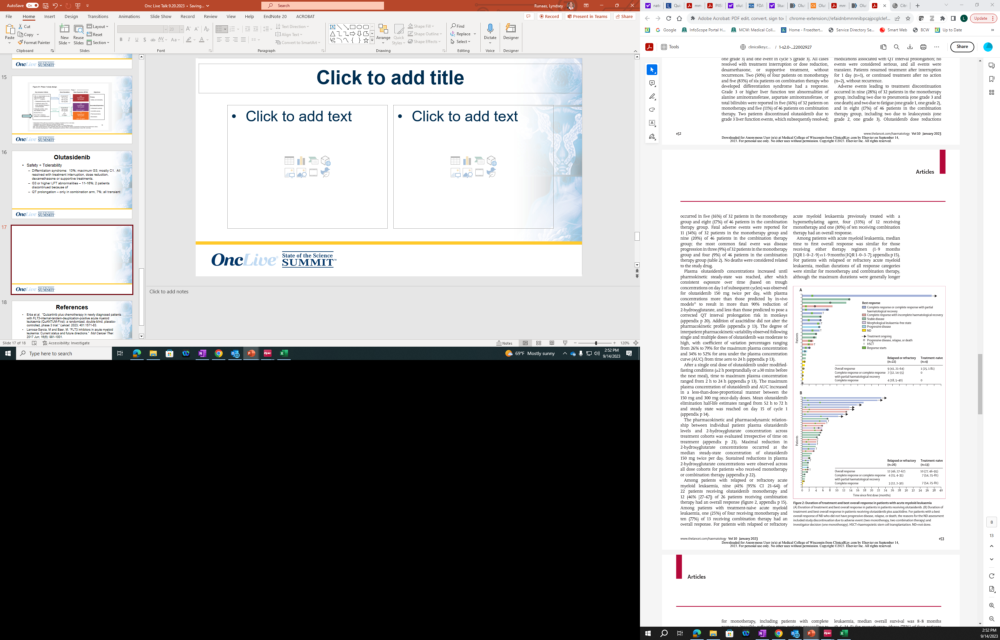 AutoSave On
Onc Live Talk 9.20.2023 • Saving...
Search
Runaas, Lyndsey
File Home Insert Design Transitions Animations Slide Show Record Review View Help EndNote 20 ACROBAT
Record Present in Teams Share
Paste
Cut
Copy
Format Painter
Clipboard
New Slide
Reuse Slides
Layout
Reset
Section
Slides
20
Font
Text Direction
Align Text
Convert to SmartArt
Paragraph
Arrange
Quick Styles
Shape Fill
Shape Outline
Shape Effects
Drawing
Find
Replace
Select
Editing
Dictate
Voice
Designer
Designer
OncLive State of the Science SUMMIT
15
Figure A1. Phase 1 study design
OncLive State of the Science SUMMIT
16
Olutasidenib
• Safety + Tolerability
– Differntiation syndrome: 13%; maximum G3; mostly C1. All
resolved with treatment interruption, dose reduction,
dexamethasone or supportive treatments.
– G3 or higher LFT abnormalities – 11-16%; 2 patients
discontinued because of
– QT prolongation – only in combination arm, 7%; all transient
OncLive State of the Science SUMMIT
17
OncLive State of the Science SUMMIT
18
References
• Erba et al. "Quizartinib plus chemotherapy in newly diagnosed patients
with FLT3-internal-tandem-deuplication-positive acute myeloid
leukaemia (QuANTUM-First): a randomized, double-blind, placebo-
controlled, phase 3 trial." Lancet. 2023; 401:1571-83.
• Larrosa-Garcia, M and Baer, M. "FLT3 inhibitors in acute myeloid
leukemia: Current status and future directions." Mol Cancer Ther.
2017 Jun; 16(6): 991-1001.
Click to add title
• Click to add text
• Click to add text
OncLive® State of the Science SUMMIT™
Click to add notes
Slide 17 of 18
Accessibility: Investigate
Notes
120%
Type here to search
69°F Mostly sunny
2:52 PM
9/14/2023
Update
Adobe Acrobat: PDF edit, convert, sign to
chrome-extension://efaidnbmnnnibpcajpcglclef...
Google
InfoScope Portal H...
MCW: Medical Coll...
Home - Froedtert...
Service Directory Se...
Smart Web
BCW
Up to Date
Tools
clinicalkey.c... / 1-s2.0-...22002927
Share
one grade 3) and one event in cycle 5 (grade 3). All cases
resolved with treatment interruption or dose reduction,
dexamethasone, or supportive treatment, without
recurrences. Two (50%) of four patients on monotherapy
and five (83%) of six patients on combination therapy who
developed differentiation syndrome had a response.
Grade 3 or higher liver function test abnormalities of
alanine aminotransferase, aspartate aminotransferase, or
total bilirubin were reported in five (16%) of 32 patients on
monotherapy and five (11%) of 46 patients on combination
therapy. Two patients discontinued olutasidenib due to
grade 3 liver function events, which subsequently resolved;
medications associated with QT interval prolongation; no
events were considered serious, and all events were
transient. Patients resumed treatment after interruption
for 1 day (n=1), or continued treatment after no action
(n=2), without recurrence.
Adverse events leading to treatment discontinuation
occurred in nine (28%) of 32 patients in the monotherapy
group, including two due to pneumonia (one grade 3 and
one death) and two due to fatigue (one grade 1, one grade 2),
and in eight (17%) of 46 patients in the combination
therapy group, including two due to leukocytosis (one
grade 2, one grade 3). Olutasidenib dose reductions
e52
www.thelancet.com/haematology Vol 10 January 2023
Downloaded for Anonymous User (n/a) at Medical College of Wisconsin from ClinicalKey.com by Elsevier on September 14,
2023. For personal use only. No other uses without permission. Copyright ©2023. Elsevier Inc. All rights reserved.
Articles
occurred in five (16%) of 32 patients in the monotherapy
group and eight (17%) of 46 patients in the combination
therapy group. Fatal adverse events were reported for
11 (34%) of 32 patients in the monotherapy group and
nine (20%) of 46 patients in the combination therapy
group; the most common fatal event was disease
progression in three (9%) of 32 patients in the monotherapy
group and four (9%) of 46 patients in the combination
therapy group (table 2). No deaths were considered related
to the study drug.
Plasma olutasidenib concentrations increased until
pharmokinetic steady-state was reached, after which
consistent exposure over time (based on trough
concentrations on day 1 of subsequent cycles) was observed
for olutasidenib 150 mg twice per day, with plasma
concentrations more than those predicted by in-vivo
models¹¹ to result in more than 90% reduction of
2-hydroxyglutarate, and less than those predicted to pose a
corrected QT interval prolongation risk in monkeys
(appendix p 20). Addition of azacitidine did not alter the
pharmacokinetic profile (appendix p 13). The degree of
interpatient pharmacokinetic variability observed following
single and multiple doses of olutasidenib was moderate to
high, with coefficient of variation percentages ranging
from 26% to 79% for the maximum plasma concentration
and 34% to 52% for area under the plasma concentration
curve (AUC) from time zero to 24 h (appendix p 13).
After a single oral dose of olutasidenib under modified-
fasting conditions (≥2 h postprandially or ≥30 mins before
the next meal), time to maximum plasma concentration
ranged from 2 h to 24 h (appendix p 13). The maximum
plasma concentration of olutasidenib and AUC increased
in a less-than-dose-proportional manner between the
150 mg and 300 mg once-daily doses. Mean olutasidenib
elimination half-life estimates ranged from 52 h to 72 h
and steady state was reached on day 15 of cycle 1
(appendix p 14).
The pharmacokinetic and pharmacodynamic relation-
ship between individual patient plasma olutasidenib
levels and 2-hydroxyglutarate concentration across
treatment cohorts was evaluated irrespective of time on
treatment (appendix p 21). Maximal reduction in
2-hydroxyglutarate concentrations occurred at the
median steady-state concentration of olutasidenib
150 mg twice per day. Sustained reductions in plasma
2-hydroxyglutarate concentrations were observed across
all dose cohorts for patients who received monotherapy
or combination therapy (appendix p 22).
Among patients with relapsed or refractory acute
myeloid leukaemia, nine (41% [95% CI 21–64]) of
22 patients receiving olutasidenib monotherapy and
12 (46% [27–67]) of 26 patients receiving combination
therapy had an overall response (figure 2, appendix p 15).
Among patients with treatment-naive acute myeloid
leukaemia, one (25%) of four receiving monotherapy and
ten (77%) of 13 receiving combination therapy had an
overall response. For patients with relapsed or refractory
acute myeloid leukaemia previously treated with a
hypomethylating agent, four (33%) of 12 receiving
monotherapy and one (10%) of ten receiving combination
therapy had an overall response.
Among patients with acute myeloid leukaemia, median
time to first overall response was similar for those
receiving either therapy regimen (1·9 months
[IQR 1·0–2·9] vs 1·9 months [IQR 1·0–3·7]; appendix p 15).
For patients with relapsed or refractory acute myeloid
leukaemia, median durations of all response categories
were similar for monotherapy and combination therapy,
although the maximum durations were generally longer
A
Patients
Best response
Complete response or complete response with partial
haematological recovery
Complete response with incomplete haematological recovery
Stable disease
Morphological leukaemia-free state
Progressive disease
ND
Treatment ongoing
Progressive disease, relapse, or death
T HSCT
Response starts
Relapsed or refractory (n=22) Treatment-naive (n=4)
Overall response 9 (41, 21–64) 1 (25, 1-81)
Complete response or complete response with partial haematological recovery 7 (32, 14–55) 0
Complete response 4 (18, 5–40) 0
B
Patients
Relapsed or refractory (n=26) Treatment-naive (n=13)
Overall response 12 (46, 27–67) 10 (77, 46–95)
Complete response or complete response with partial haematological recovery 4 (15, 4–35) 7 (54, 25–81)
Complete response 3 (12, 2–30) 7 (54, 25–81)
0 2 4 6 8 10 12 14 16 18 20 22 24 26 28 30 32 34 36 38 40
Time since first dose (months)
Figure 2: Duration of treatment and best overall response in patients with acute myeloid leukaemia
(A) Duration of treatment and best overall response in patients in patients receiving olutasidenib. (B) Duration of
treatment and best overall response in patients receiving olutasidenib plus azacitidine. For patients with a best
overall response of ND who did not have progressive disease, relapse, or death, the reasons for the ND assessment
included study discontinuation due to adverse event (two monotherapy, two combination therapy) and
investigator decision (one monotherapy). HSCT=haemopoietic stem cell transplantation. ND=not done.
www.thelancet.com/haematology Vol 10 January 2023
e53
Downloaded for Anonymous User (n/a) at Medical College of Wisconsin from ClinicalKey.com by Elsevier on September 14,
2023. For personal use only. No other uses without permission. Copyright ©2023. Elsevier Inc. All rights reserved.
8
13
Articles
for monotherapy, including patients with complete
leukaemia, median overall survival was 8·8 months
2:52 PM
9/14/2023